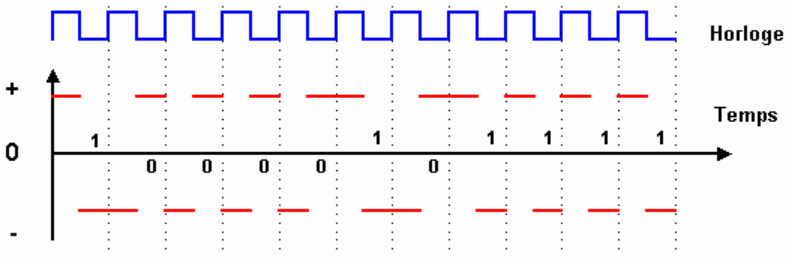 Horloge
+
Temps
1 1 1 1 1 1
0
0 0 0 0 0
-